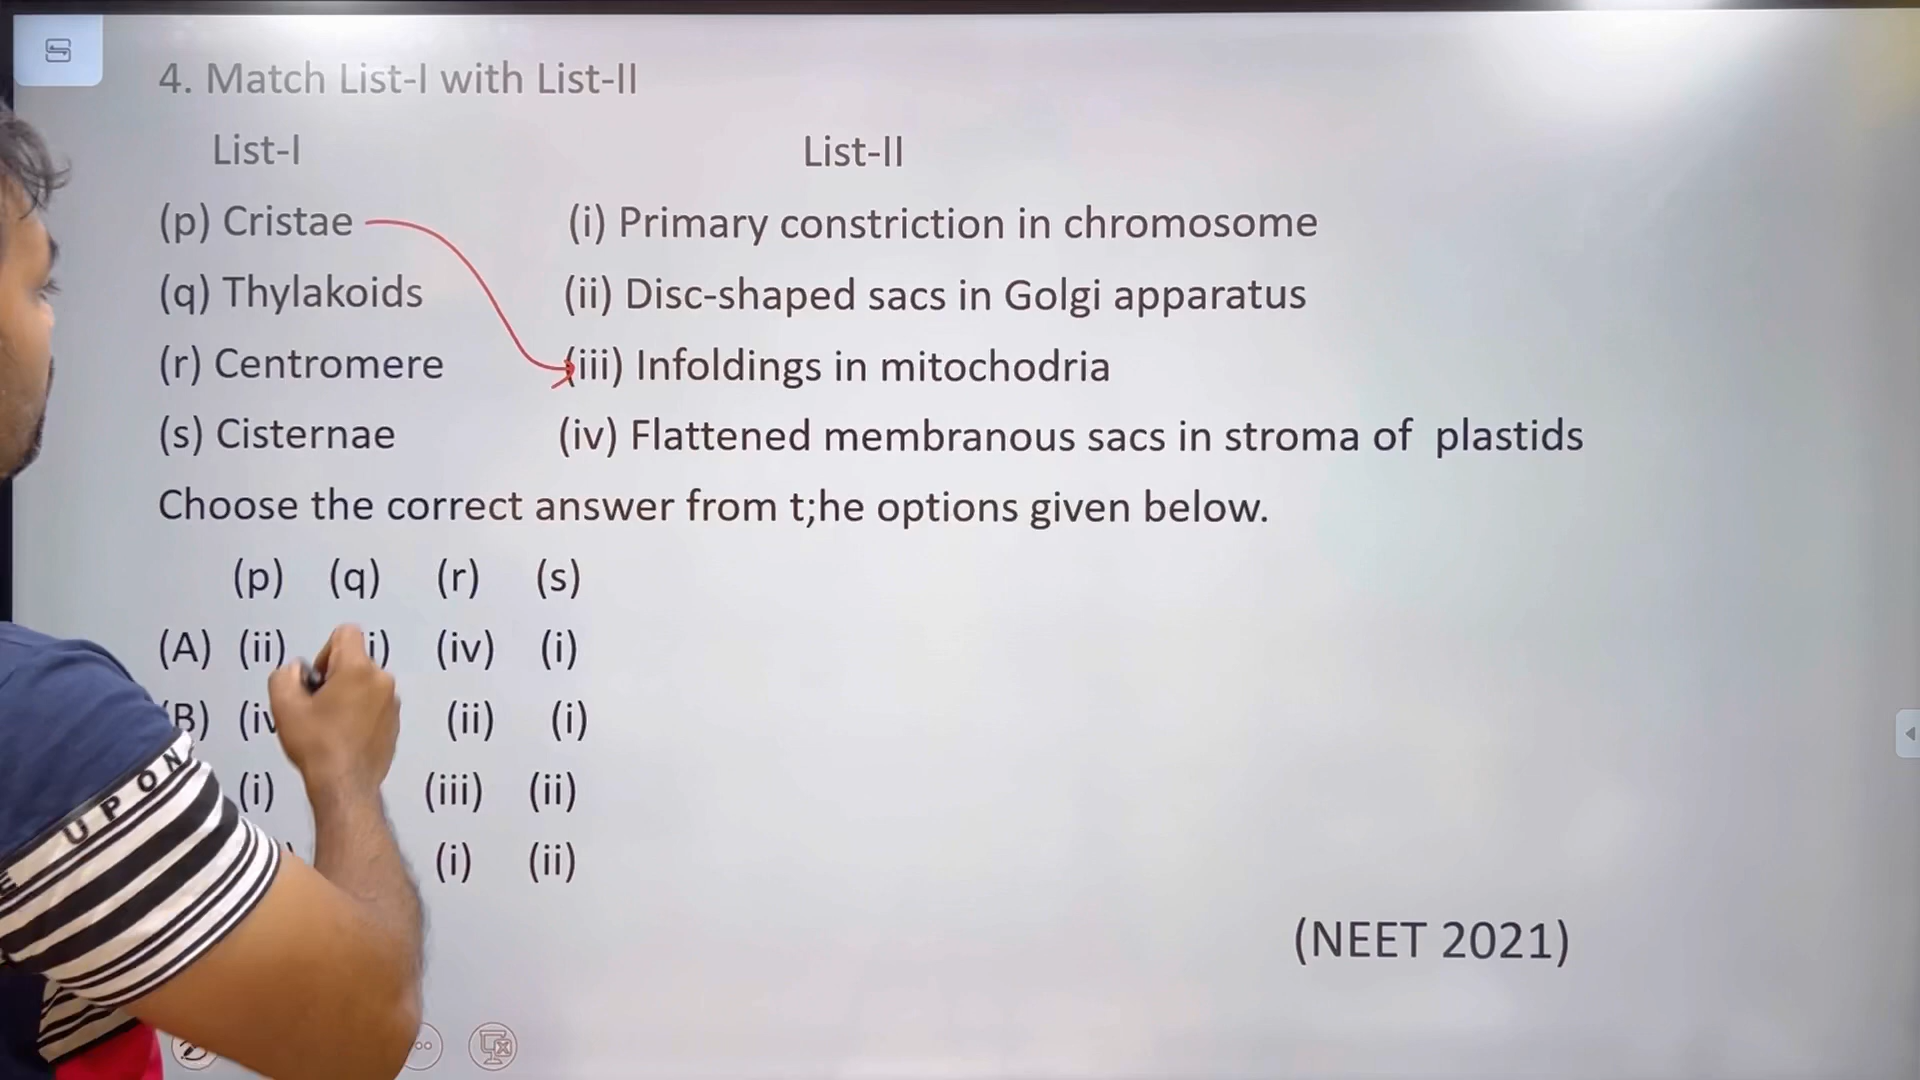 4. Match List-I with List-II
List-I List-II
(p) Cristae (i) Primary constriction in chromosome
(q) Thylakoids (ii) Disc-shaped sacs in Golgi apparatus
(r) Centromere (iii) Infoldings in mitochodria
(s) Cisternae (iv) Flattened membranous sacs in stroma of plastids
Choose the correct answer from t;he options given below.
(p) (q) (r) (s)
(A) (ii) (iv) (i)
(B) (ii) (i)
(i) (iii) (ii)
(i) (ii)
(NEET 2021)
UPON